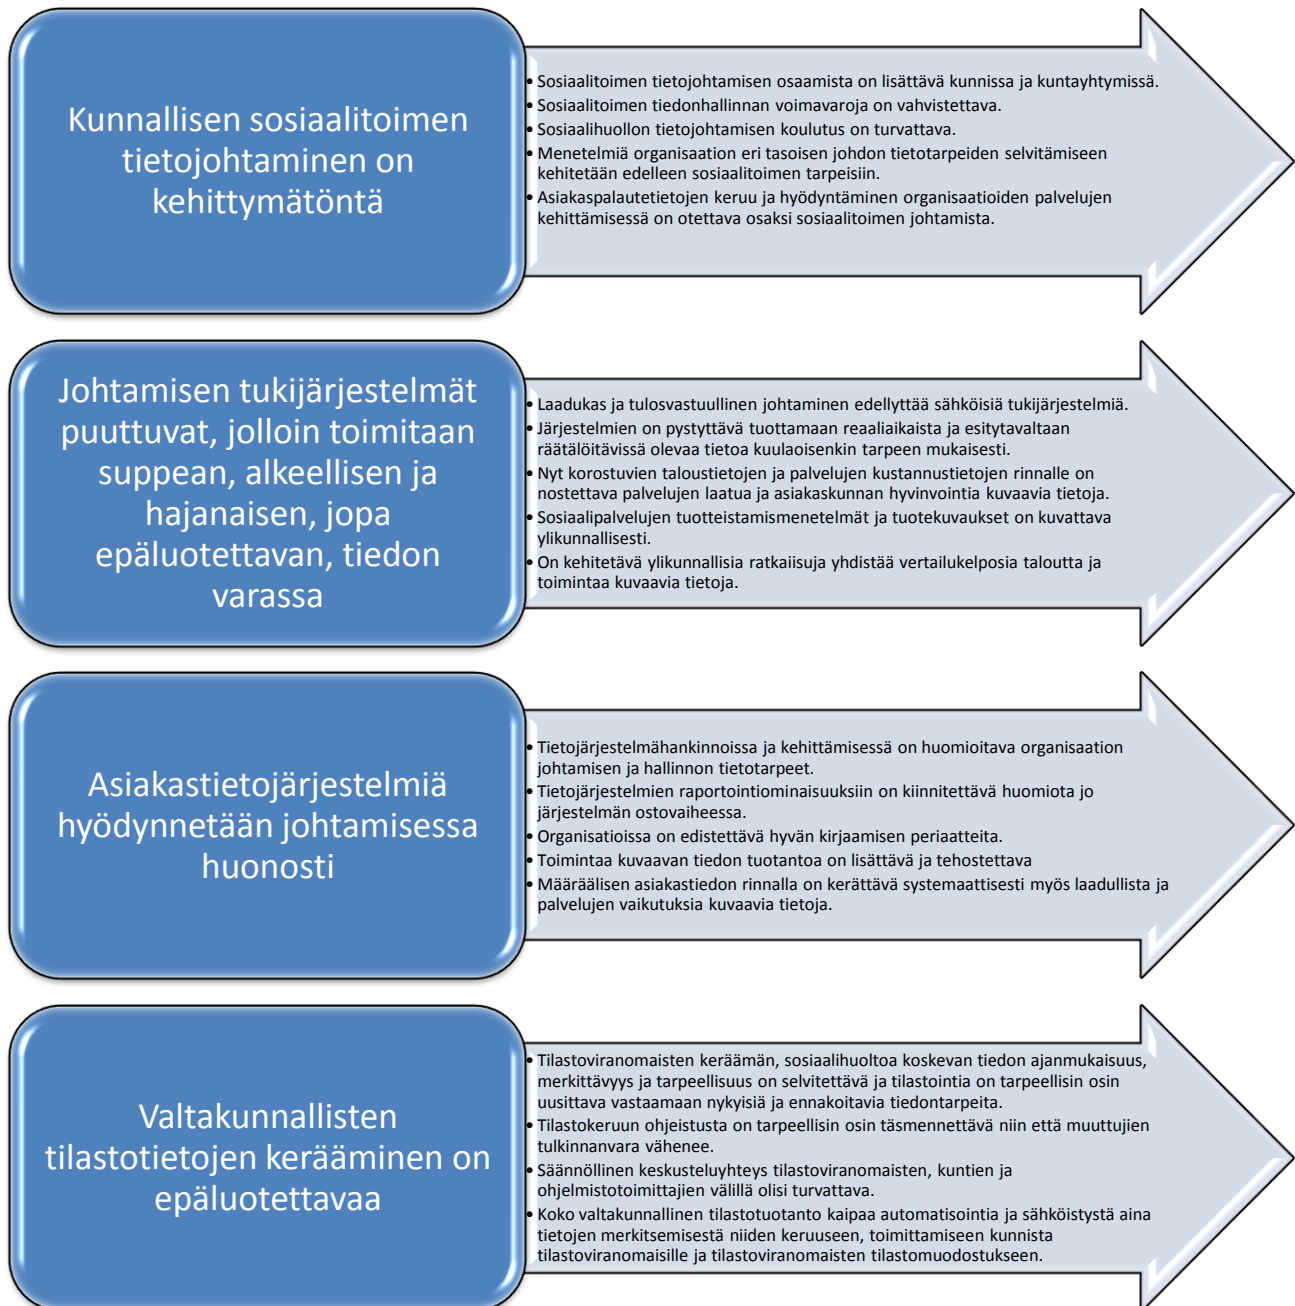 Kunnallisen sosiaalitoimen
tietojohtaminen on
kehittymätöntä
• Sosiaalitoimen tietojohtamisen osaamista on lisättävä kunnissa ja kuntayhtymissä.
• Sosiaalitoimen tiedonhallinnan voimavaroja on vahvistettava.
• Sosiaalihuollon tietojohtamisen koulutus on turvattava.
• Menetelmiä organisaation eri tasoisen johdon tietotarpeiden selvitämiseen
kehitetään edelleen sosiaalitoimen tarpeisiin.
• Asiakaspalautetietojen keruu ja hyödyntäminen organisaatioiden palvelujen
kehittämisessä on otettava osaksi sosiaalitoimen johtamista.
Johtamisen tukijärjestelmät
puuttuvat, jolloin toimitaan
suppean, alkeellisen ja
hajanaisen, jopa
epäluotettavan, tiedon
varassa
• Laadukas ja tulosvastuullinen johtaminen edellyttää sähköisiä tukijärjestelmiä.
• Järjestelmien on pystyttävä tuottamaan reaaliaikaista ja esitytavaltaan
räätälöitävissä olevaa tietoa kuulaoisenkin tarpeen mukaisesti.
• Nyt korostuvien taloustietojen ja palvelujen kustannustietojen rinnalle on
nostettava palvelujen laatua ja asiakaskunnan hyvinvointia kuvaavia tietoja.
• Sosiaalipalvelujen tuotteistamismenetelmät ja tuotekuvaukset on kuvattava
ylikunnallisesti.
• On kehitetävä ylikunnallisia ratkaiisuja yhdistää vertailukelposia taloutta ja
toimintaa kuvaavia tietoja.
Asiakastietojärjestelmiä
hyödynnetään johtamisessa
huonosti
• Tietojärjestelmähankinnoissa ja kehittämisessä on huomioitava organisaation
johtamisen ja hallinnon tietotarpeet.
• Tietojärjestelmien raportointiominaisuuksiin on kiinnitettävä huomiota jo
järjestelmän ostovaiheessa.
• Organisatioissa on edistettävä hyvän kirjaamisen periaatteita.
• Toimintaa kuvaavan tiedon tuotantoa on lisättävä ja tehostettava
• Määräälisen asiakastiedon rinnalla on kerättävä systemaattisesti myös laadullista ja
palvelujen vaikutuksia kuvaavia tietoja.
Valtakunnallisten
tilastotietojen kerääminen on
epäluotettavaa
• Tilastoviranomaisten keräämän, sosiaalihuoltoa koskevan tiedon ajanmukaisuus,
merkittävyys ja tarpeellisuus on selvitettävä ja tilastointia on tarpeellisin osin
uusittava vastaamaan nykyisiä ja ennakoitavia tiedontarpeita.
• Tilastokeruun ohjeistusta on tarpeellisin osin täsmennettävä niin että muuttujien
tulkinnanvara vähenee.
• Säännöllinen keskusteluyhteys tilastoviranomaisten, kuntien ja
ohjelmistotoimittajien välillä olisi turvattava.
• Koko valtakunnallinen tilastotuotanto kaipaa automatisointia ja sähköistystä aina
tietojen merkitsemisestä niiden keruuseen, toimittamiseen kunnista
tilastoviranomaisille ja tilastoviranomaisten tilastomuodostukseen.